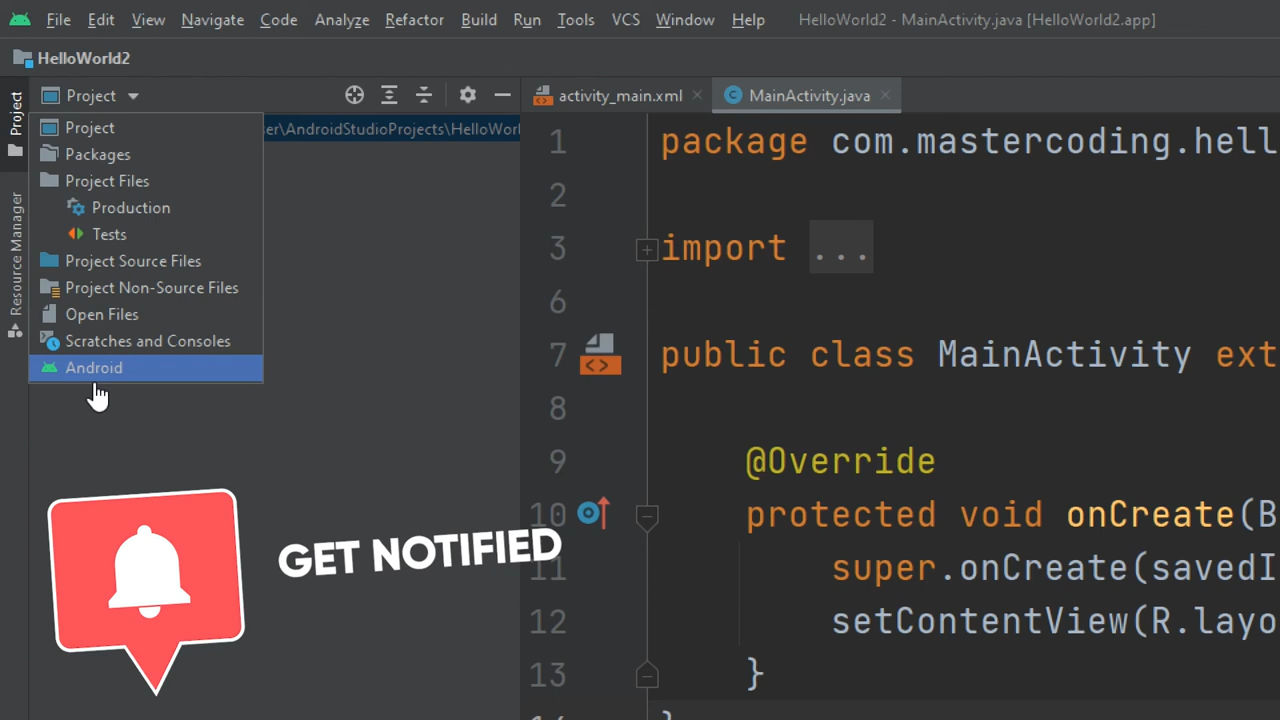 File Edit View Navigate Code Analyze Refactor Build Run Tools VCS Window Help HelloWorld2 - MainActivity.java [HelloWorld2.app]
HelloWorld2
Project
Resource Manager
Project
er\AndroidStudioProjects\HelloWorl
Project
Packages
Project Files
Production
Tests
Project Source Files
Project Non-Source Files
Open Files
Scratches and Consoles
Android
GET NOTIFIED
activity_main.xml MainActivity.java
1 package com.mastercoding.hell
2
3 import ...
6
7 public class MainActivity ext
8
9 @Override
10 protected void onCreate(B
11 super.onCreate(savedI
12 setContentView(R.layo
13 }